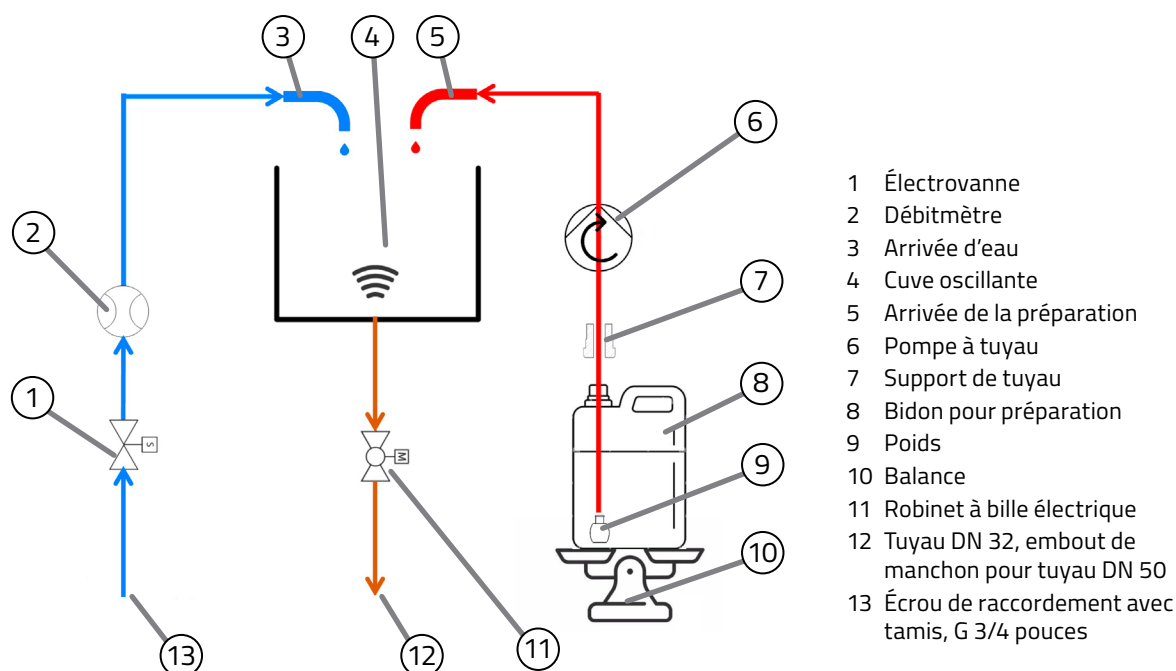 3
4
5
6
2
7
1
8
S
M
9
10
13
12
11
1 Électrovanne
2 Débitmètre
3 Arrivée d'eau
4 Cuve oscillante
5 Arrivée de la préparation
6 Pompe à tuyau
7 Support de tuyau
8 Bidon pour préparation
9 Poids
10 Balance
11 Robinet à bille électrique
12 Tuyau DN 32, embout de
manchon pour tuyau DN 50
13 Écrou de raccordement avec
tamis, G 3/4 pouces